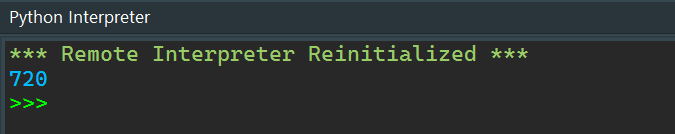 Python Interpreter
*** Remote Interpreter Reinitialized ***
720
>>>